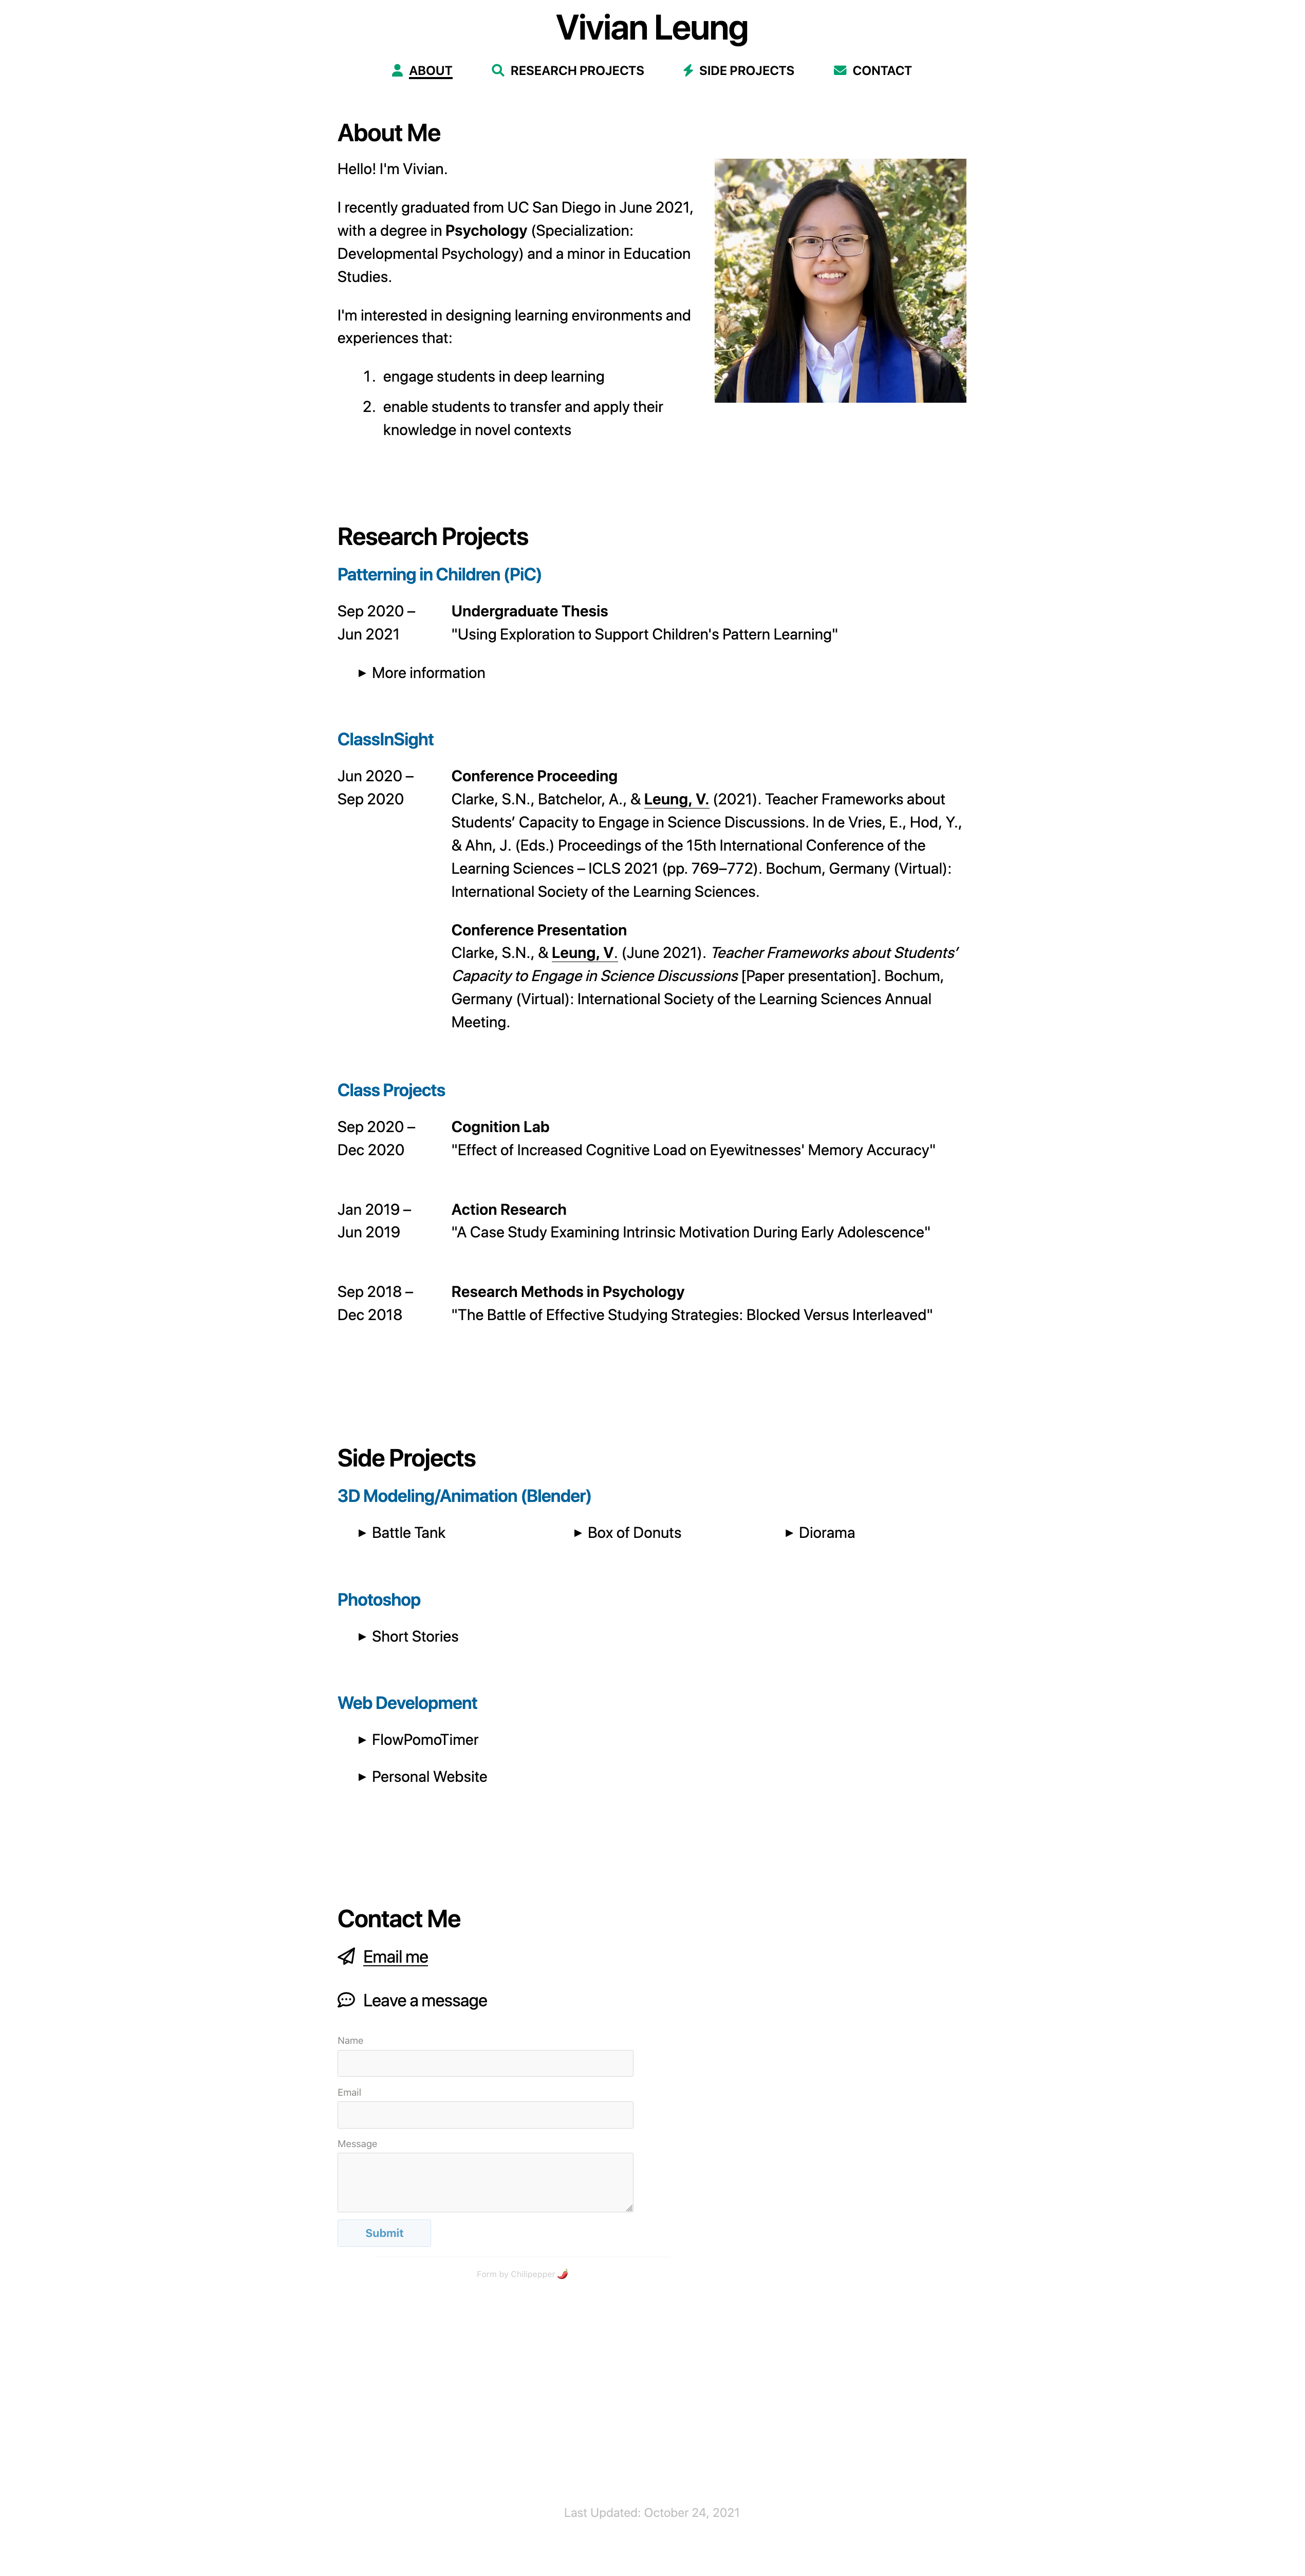 Vivian Leung
ABOUT
RESEARCH PROJECTS
SIDE PROJECTS
CONTACT
About Me
Hello! I'm Vivian.
I recently graduated from UC San Diego in June 2021,
with a degree in Psychology (Specialization:
Developmental Psychology) and a minor in Education
Studies.
I'm interested in designing learning environments and
experiences that:
1. engage students in deep learning
2. enable students to transfer and apply their
knowledge in novel contexts
Research Projects
Patterning in Children (PiC)
Sep 2020 –
Jun 2021
Undergraduate Thesis
"Using Exploration to Support Children's Pattern Learning"
► More information
ClassInSight
Jun 2020 –
Sep 2020
Conference Proceeding
Clarke, S.N., Batchelor, A., & Leung, V. (2021). Teacher Frameworks about
Students’ Capacity to Engage in Science Discussions. In de Vries, E., Hod, Y.,
& Ahn, J. (Eds.) Proceedings of the 15th International Conference of the
Learning Sciences – ICLS 2021 (pp. 769–772). Bochum, Germany (Virtual):
International Society of the Learning Sciences.
Conference Presentation
Clarke, S.N., & Leung, V. (June 2021). Teacher Frameworks about Students’
Capacity to Engage in Science Discussions [Paper presentation]. Bochum,
Germany (Virtual): International Society of the Learning Sciences Annual
Meeting.
Class Projects
Sep 2020 –
Dec 2020
Cognition Lab
"Effect of Increased Cognitive Load on Eyewitnesses' Memory Accuracy"
Jan 2019 –
Jun 2019
Action Research
"A Case Study Examining Intrinsic Motivation During Early Adolescence"
Sep 2018 –
Dec 2018
Research Methods in Psychology
"The Battle of Effective Studying Strategies: Blocked Versus Interleaved"
Side Projects
3D Modeling/Animation (Blender)
► Battle Tank
► Box of Donuts
► Diorama
Photoshop
► Short Stories
Web Development
► FlowPomoTimer
► Personal Website
Contact Me
Email me
Leave a message
Name
Email
Message
Submit
Form by Chilipepper 🌶️
Last Updated: October 24, 2021